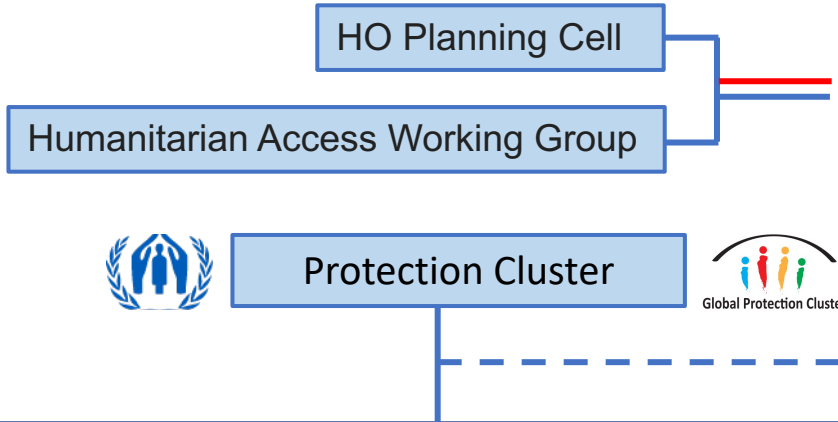 HO Planning Cell
Humanitarian Access Working Group
Protection Cluster
Global Protection Cluste